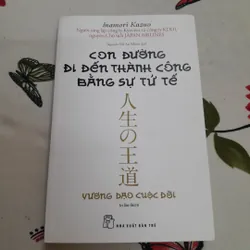 Inamori Kazuo
CON ĐƯỜNG
ĐI ĐẾN THÀNH CÔNG
BẰNG SỰ TỬ TẾ
人生の王道
VƯƠNG ĐẠO CUỘC ĐỜI
NHÀ XUẤT BẢN TRẺ